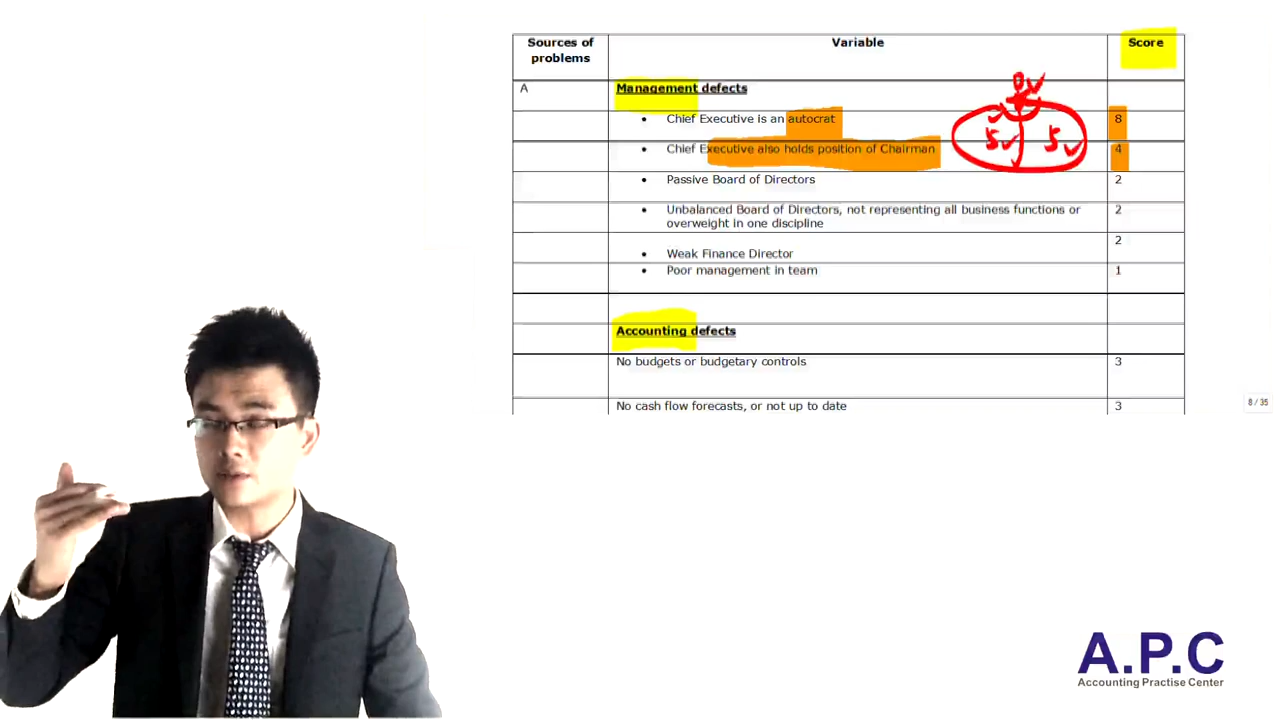 Sources of problems Variable Score
A Management defects
• Chief Executive is an autocrat 8
• Chief Executive also holds position of Chairman 4
5 5
• Passive Board of Directors 2
• Unbalanced Board of Directors, not representing all business functions or 2
overweight in one discipline
• Weak Finance Director 2
• Poor management in team 1
Accounting defects
No budgets or budgetary controls 3
No cash flow forecasts, or not up to date 3
8 / 35
A.P.C
Accounting Practise Center